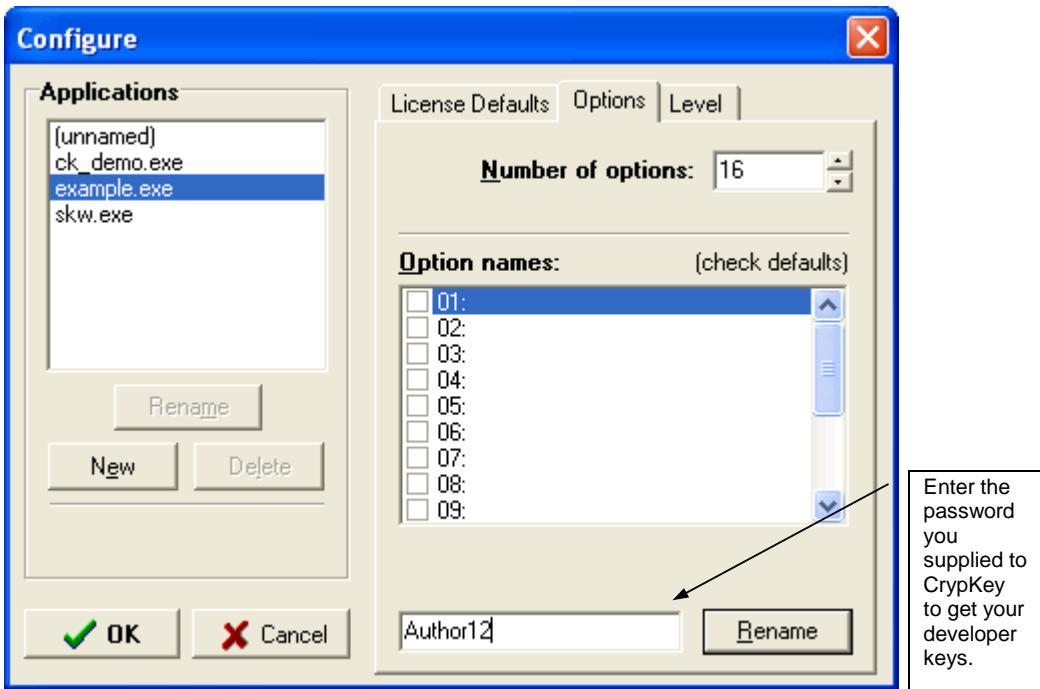 Configure
Applications
(unnamed)
ck_demo.exe
example.exe
skw.exe
Rename
New
Delete
OK
Cancel
License Defaults
Options
Level
Number of options:
16
Option names:
(check defaults)
01:
02:
03:
04:
05:
06:
07:
08:
09:
Author12
Rename
Enter the
password
you
supplied to
CrypKey
to get your
developer
keys.